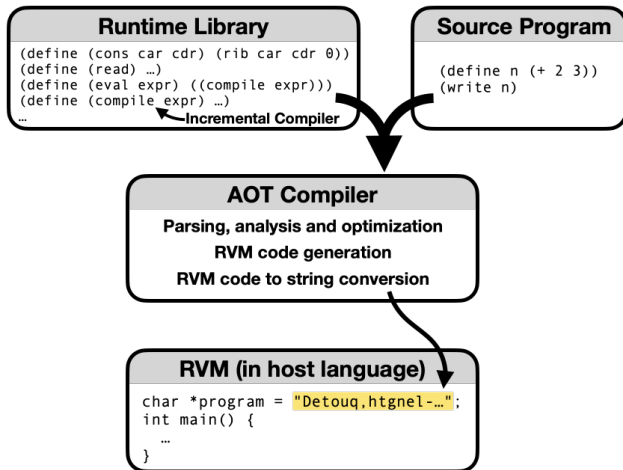 Runtime Library
(define (cons car cdr) (rib car cdr 0))
(define (read) …)
(define (eval expr) ((compile expr)))
(define (compile expr) …)
…
Incremental Compiler
Source Program
(define n (+ 2 3))
(write n)
AOT Compiler
Parsing, analysis and optimization
RVM code generation
RVM code to string conversion
RVM (in host language)
char *program = "Detouq,htgnel-…";
int main() {
…
}